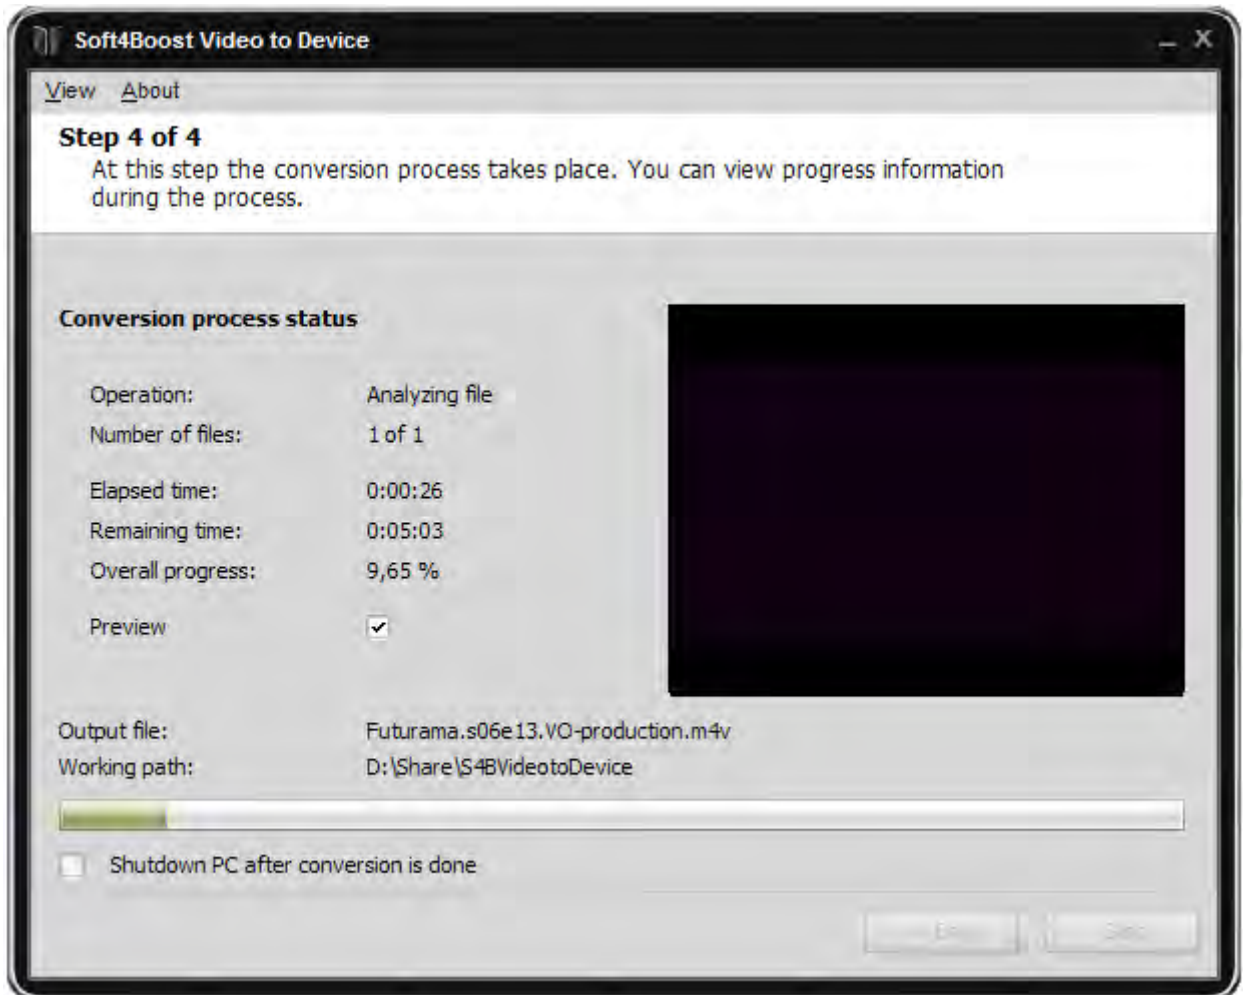 Soft4Boost Video to Device
View About
Step 4 of 4
At this step the conversion process takes place. You can view progress information
during the process.
Conversion process status
Operation: Analyzing file
Number of files: 1 of 1
Elapsed time: 0:00:26
Remaining time: 0:05:03
Overall progress: 9,65 %
Preview
Output file: Futurama.s06e13.VO-production.m4v
Working path: D:\Share\S4BVideotoDevice
Shutdown PC after conversion is done